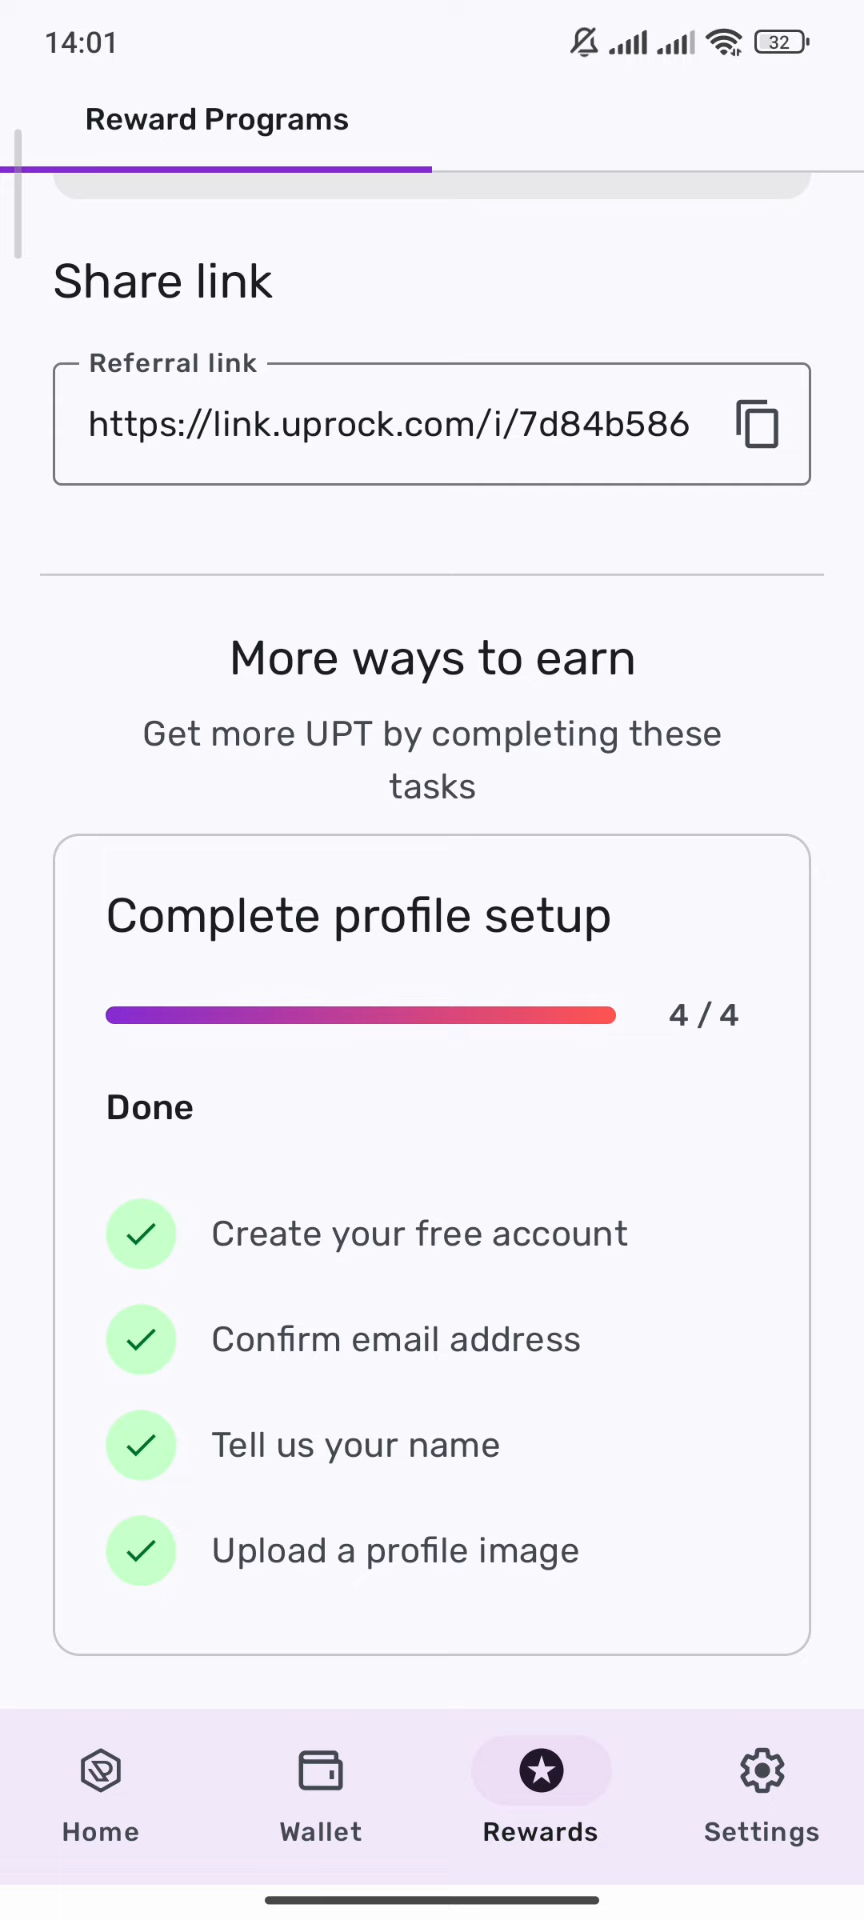 14:01
32
Reward Programs
Share link
Referral link
https://link.uprock.com/i/7d84b586
More ways to earn
Get more UPT by completing these
tasks
Complete profile setup
4 / 4
Done
Create your free account
Confirm email address
Tell us your name
Upload a profile image
Home
Wallet
Rewards
Settings